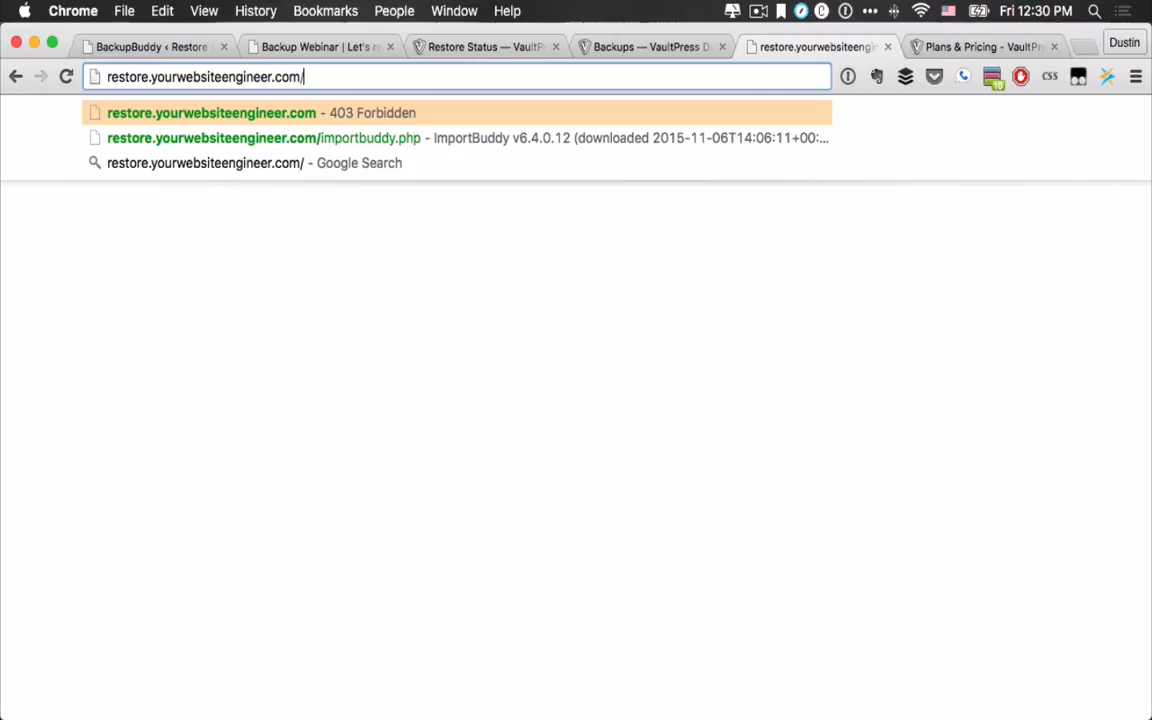 Chrome File Edit View History Bookmarks People Window Help Fri 12:30 PM
BackupBuddy ‹ Restore Backup Webinar | Let's r Restore Status — VaultP Backups — VaultPress D restore.yourwebsiteengin Plans & Pricing - VaultPr Dustin
restore.yourwebsiteengineer.com/ CSS 10
restore.yourwebsiteengineer.com - 403 Forbidden
restore.yourwebsiteengineer.com/importbuddy.php - ImportBuddy v6.4.0.12 (downloaded 2015-11-06T14:06:11+00:...
restore.yourwebsiteengineer.com/ - Google Search